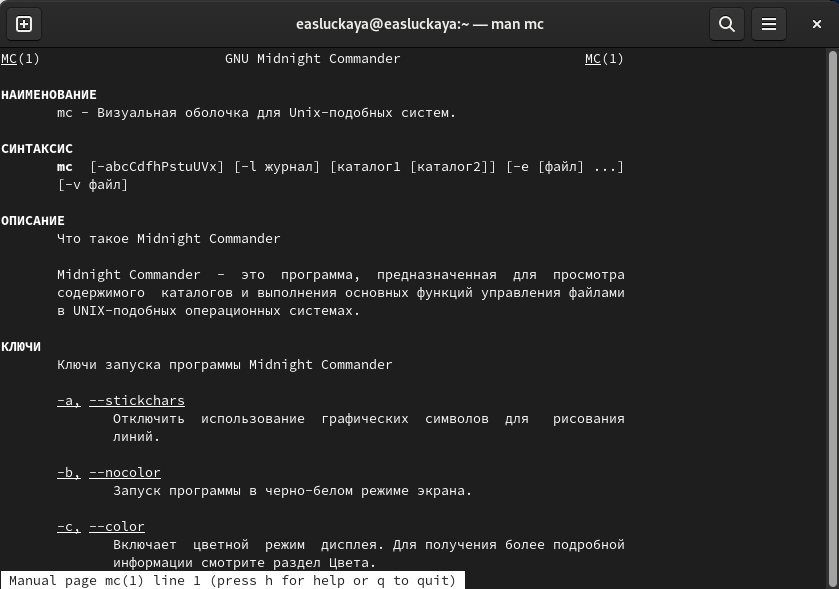 easluckaya@easluckaya:~ — man mc
MC(1) GNU Midnight Commander MC(1)
НАИМЕНОВАНИЕ
mc - Визуальная оболочка для Unix-подобных систем.
СИНТАКСИС
mc [-abcCdfhPstuUVx] [-l журнал] [каталог1 [каталог2]] [-e [файл] ...]
[-v файл]
ОПИСАНИЕ
Что такое Midnight Commander
Midnight Commander - это программа, предназначенная для просмотра
содержимого каталогов и выполнения основных функций управления файлами
в UNIX-подобных операционных системах.
КЛЮЧИ
Ключи запуска программы Midnight Commander
-a, --stickchars
Отключить использование графических символов для рисования
линий.
-b, --nocolor
Запуск программы в черно-белом режиме экрана.
-c, --color
Включает цветной режим дисплея. Для получения более подробной
информации смотрите раздел Цвета.
Manual page mc(1) line 1 (press h for help or q to quit)